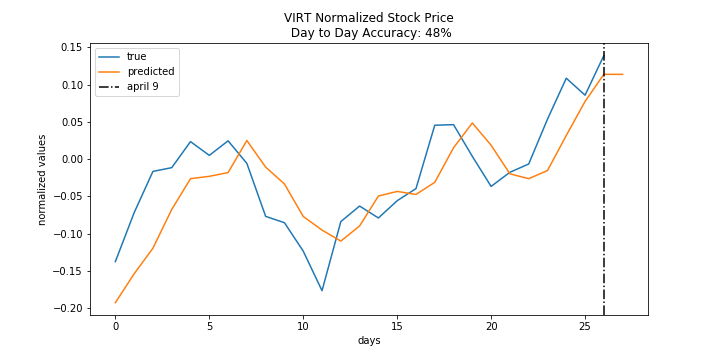 VIRT Normalized Stock Price
Day to Day Accuracy: 48%
true
predicted
april 9
0.15
0.10
0.05
0.00
−0.05
−0.10
−0.15
−0.20
normalized values
0
5
10
15
20
25
days